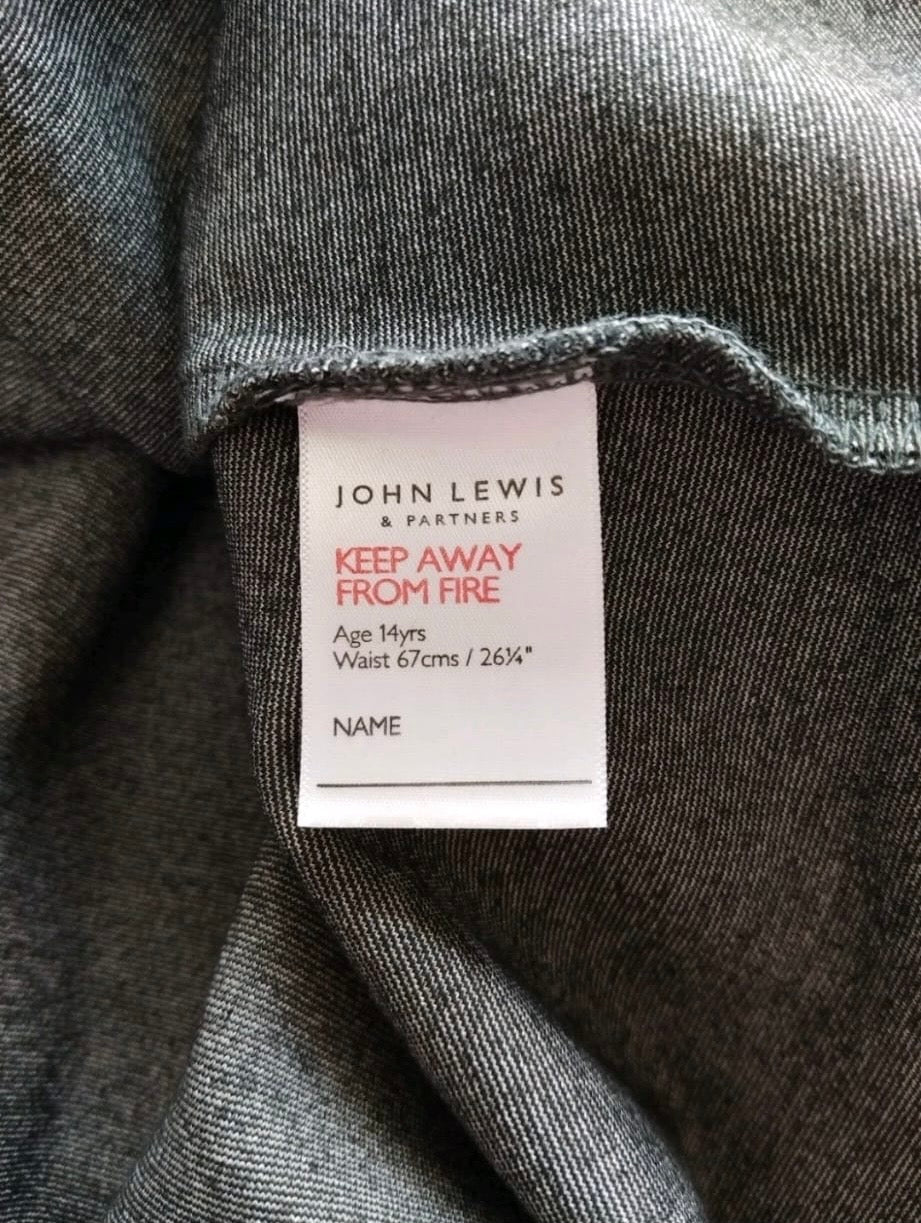 JOHN LEWIS
& PARTNERS
KEEP AWAY
FROM FIRE
Age 14yrs
Waist 67cms / 26¼"
NAME